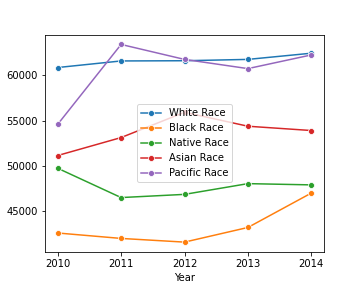 60000
55000
50000
45000
White Race
Black Race
Native Race
Asian Race
Pacific Race
2010 2011 2012 2013 2014
Year